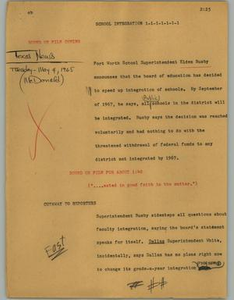 SCHOOL INTEGRATION 1-1-1-1-1-1-1
SOUND ON FILM
Texas News
Tuesday - May 4, 1965
Fort Worth School Superintendent Elden Busby
announces that the board of education has decided
to speed up integration of schools. By September
of 1967, he says, all schools in the district will
be integrated. Busby says the decision was reached
voluntarily and had nothing to do with the
threatened withdrawal of federal funds to any
district not integrated by 1967.
SOUND ON FILM FOR ABOUT
("....acted in good faith in the matter.")
CUTAWAY TO REPORTERS
Superintendent Busby sidesteps all questions about
faculty integration, saying the board's statement
speaks for itself. Dallas Superintendent White,
incidentally, says Dallas has no plans right now
to change its grade-a-year integration
##